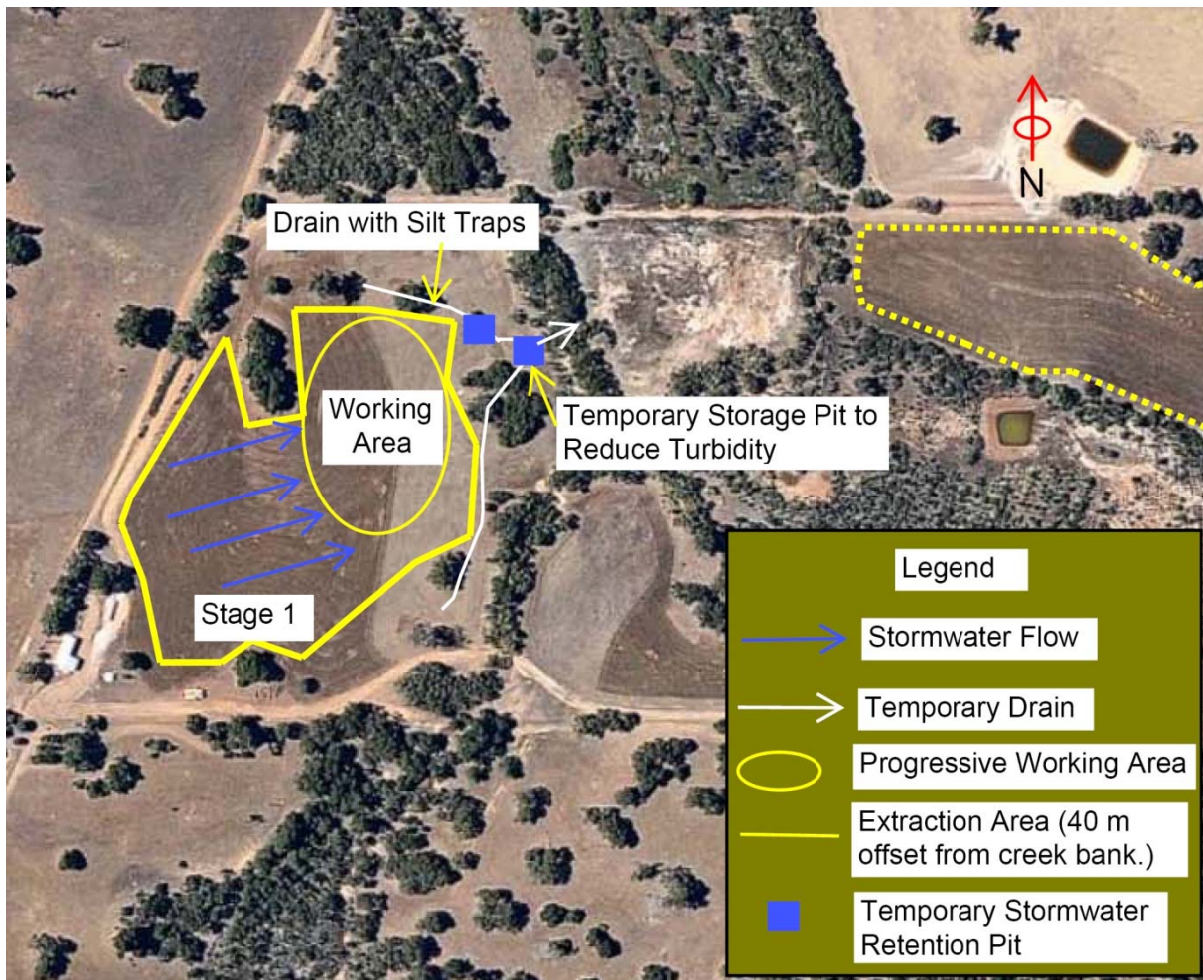 N
Drain with Silt Traps
Working
Area
Temporary Storage Pit to
Reduce Turbidity
Stage 1
Legend
Stormwater Flow
Temporary Drain
Progressive Working Area
Extraction Area (40 m
offset from creek bank.)
Temporary Stormwater
Retention Pit